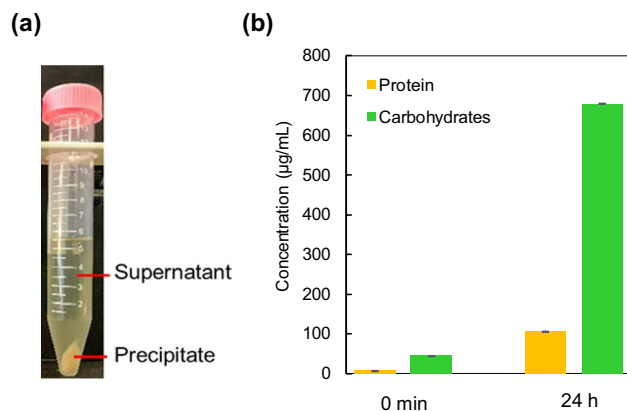 (a)
Supernatant
Precipitate
(b)
Concentration (µg/mL)
800
700
600
500
400
300
200
100
0
Protein
Carbohydrates
0 min
24 h